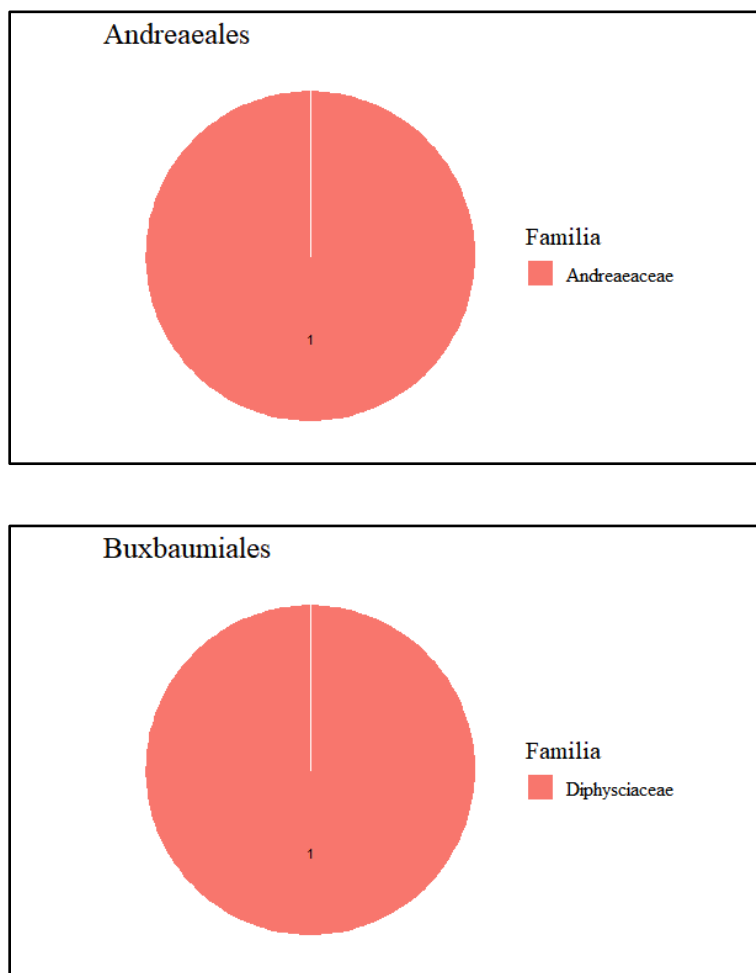 Andreaeales
Familia
Andreaeaceae
1
Buxbaumiales
Familia
Diphysciaceae
1